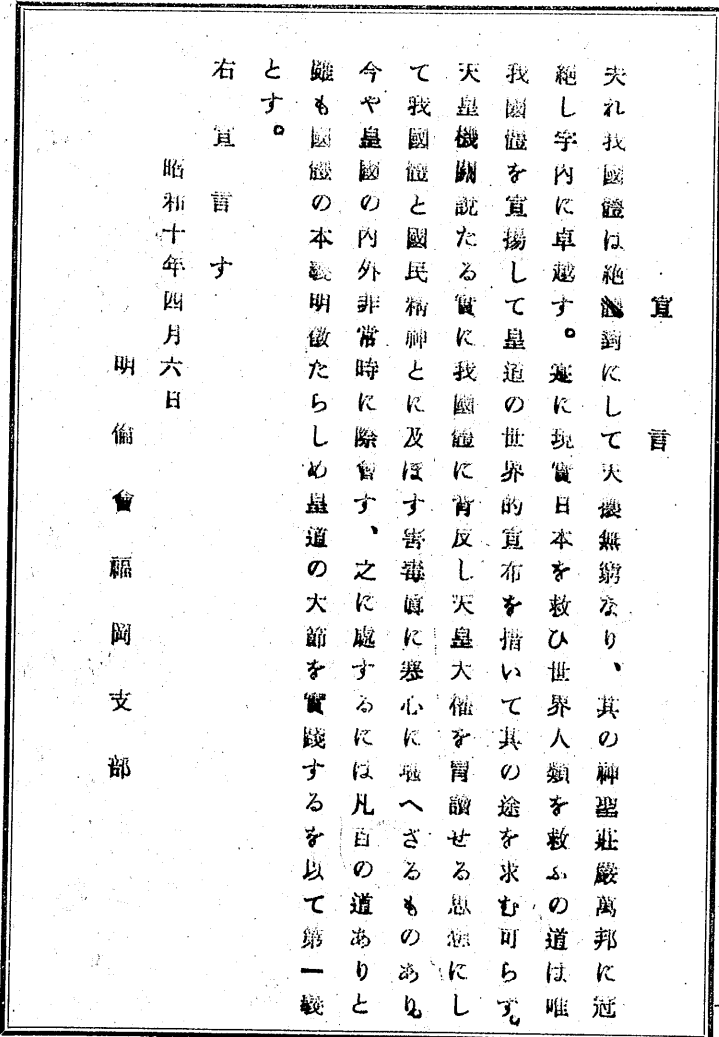 宣言
夫れ我國體は絶體對にして天壤無窮なり、其の神聖莊嚴萬邦に冠
絶し宇內に卓越す。寔に現實日本を救ひ世界人類を救ふの道は唯
我國體を宣揚して皇道の世界的宣布を措いて其の途を求む可らず。
天皇機關說たる實に我國體に背反し天皇大權を冒讀せる思想にし
て我國體と國民精神とに及ぼす害毒眞に寒心に堪へざるものあり。
今や皇國の內外非常時に際會す、之に處するには凡百の道ありと
雖も國體の本義明徵たらしめ皇道の大節を實踐するを以て第一義
とす。
右宣言す
昭和十年四月六日
明倫會福岡支部